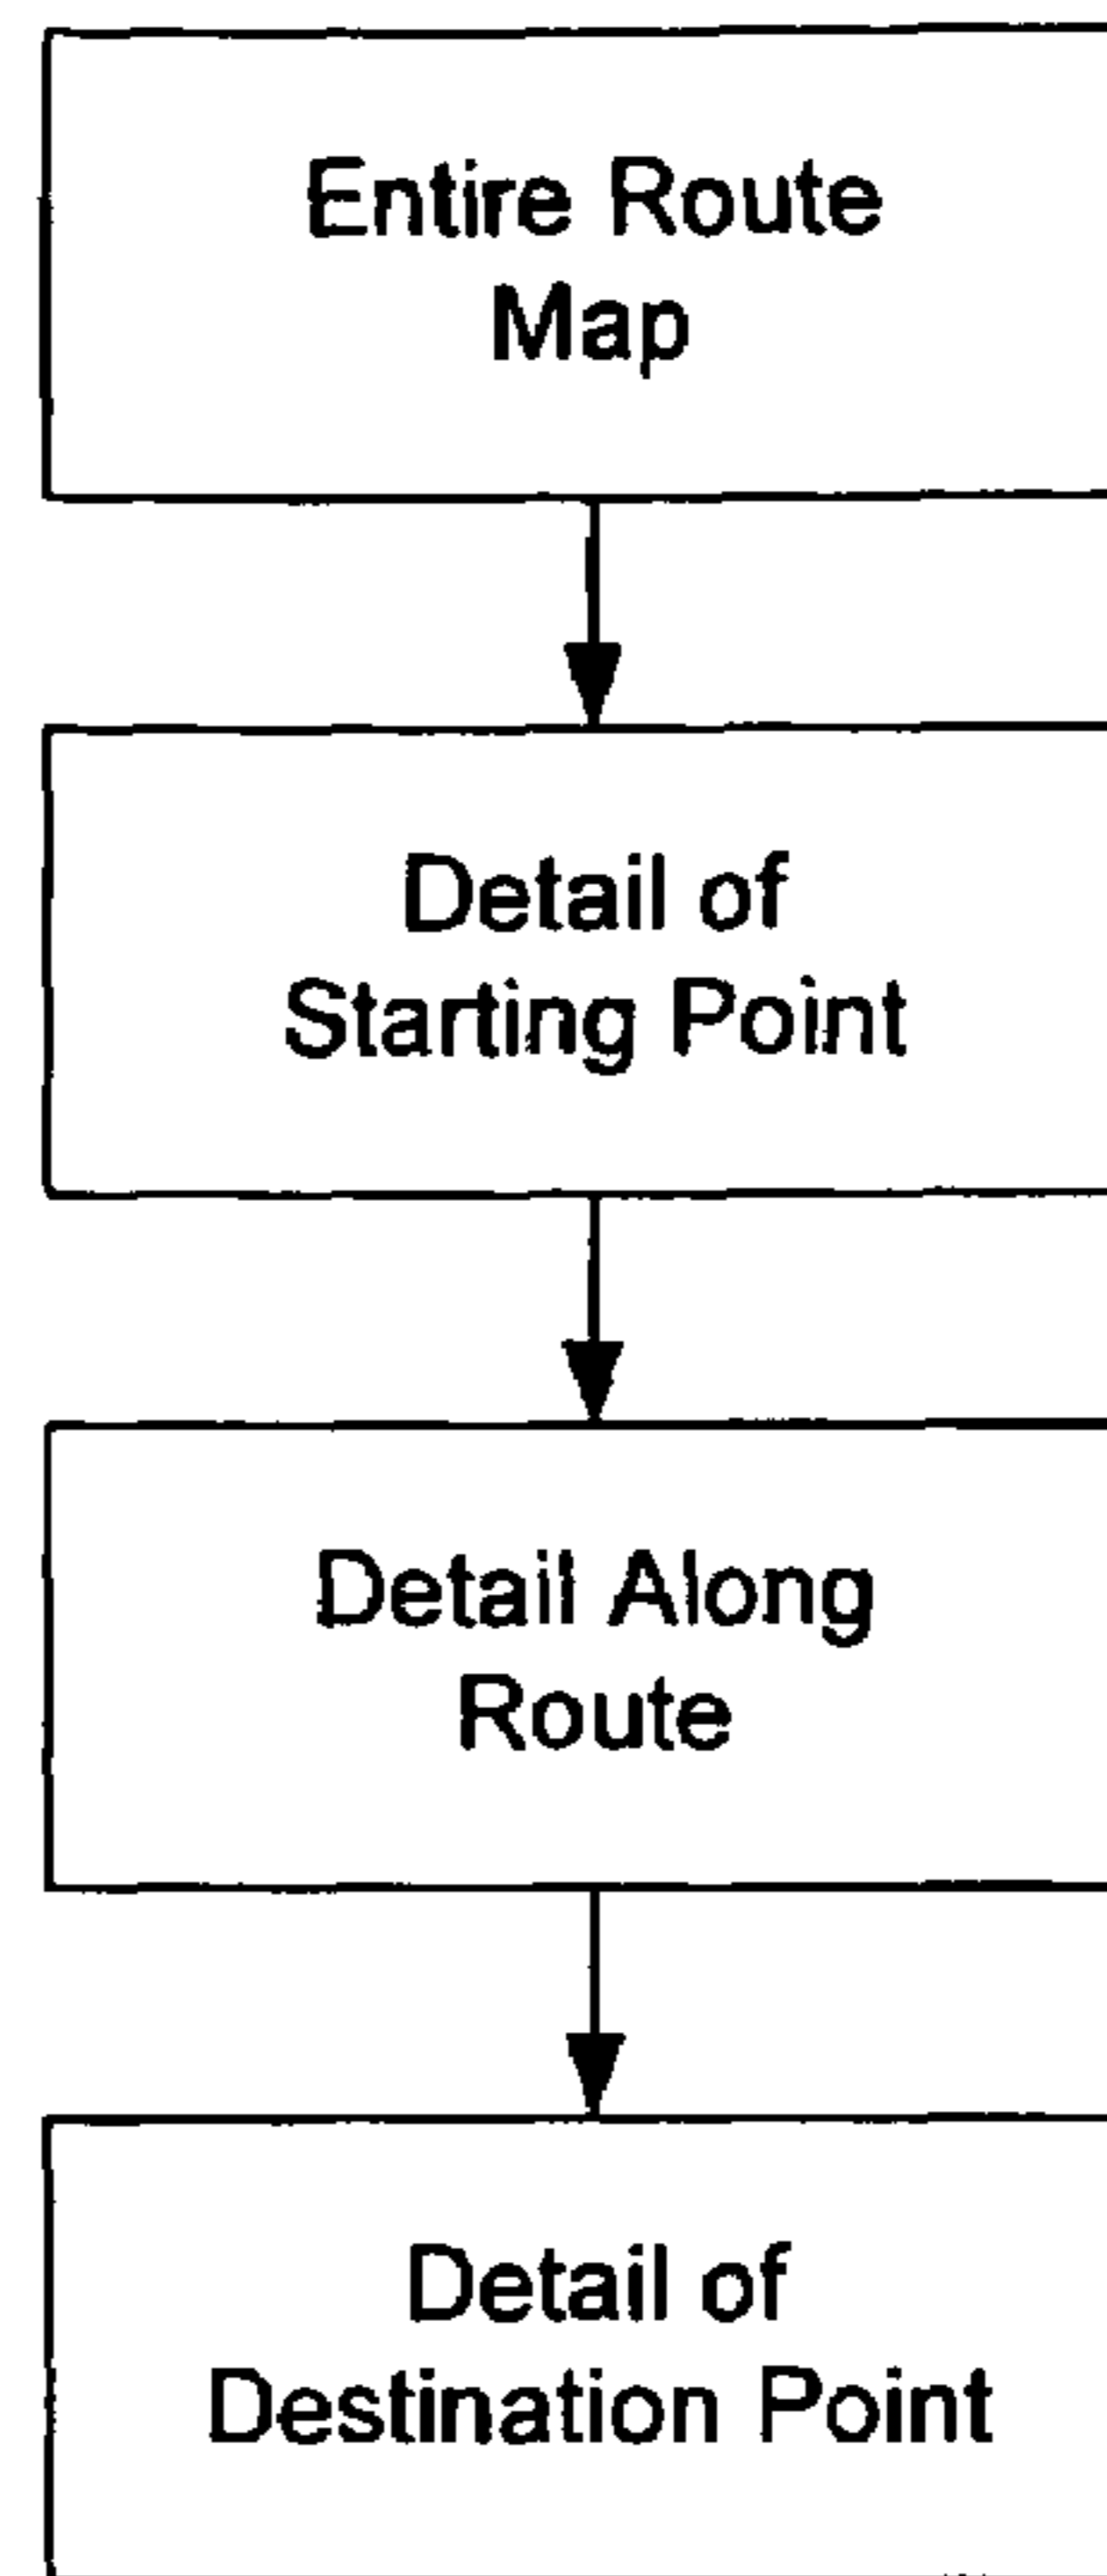 Entire Route
Map
Detail of
Starting Point
Detail Along
Route
Detail of
Destination Point